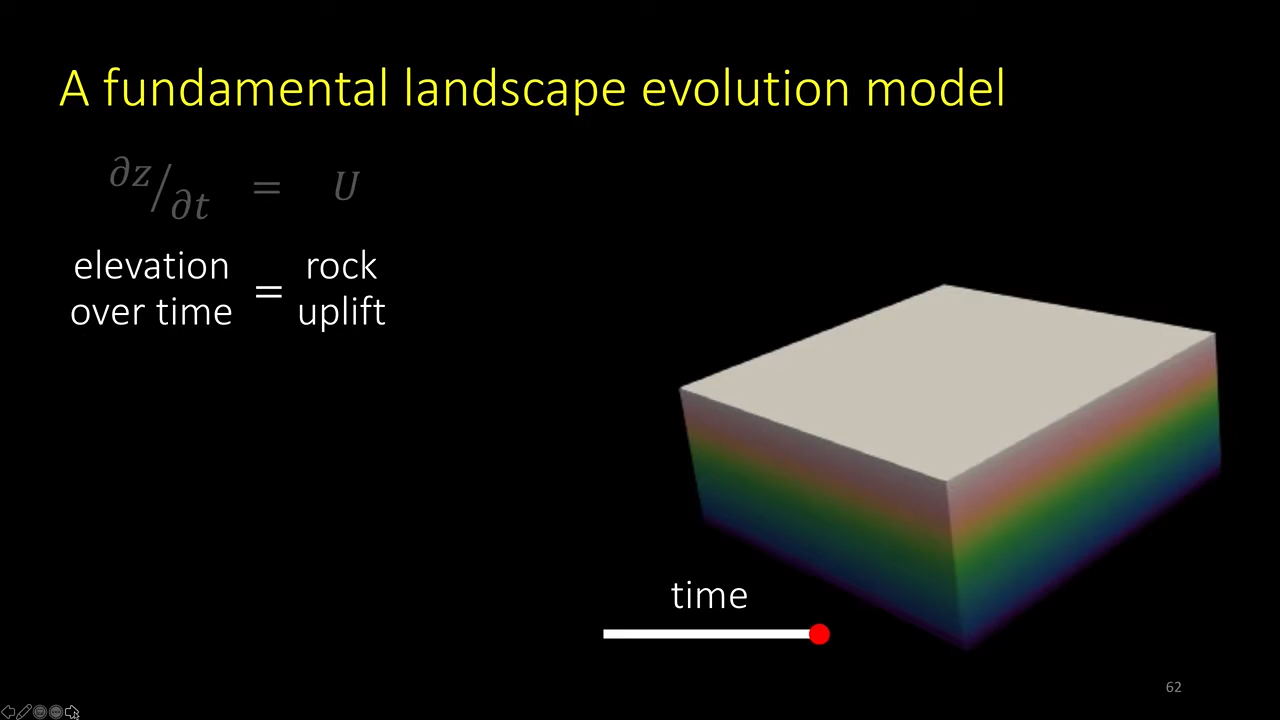 A fundamental landscape evolution model
∂z/∂t = U
elevation over time = rock uplift
time
62